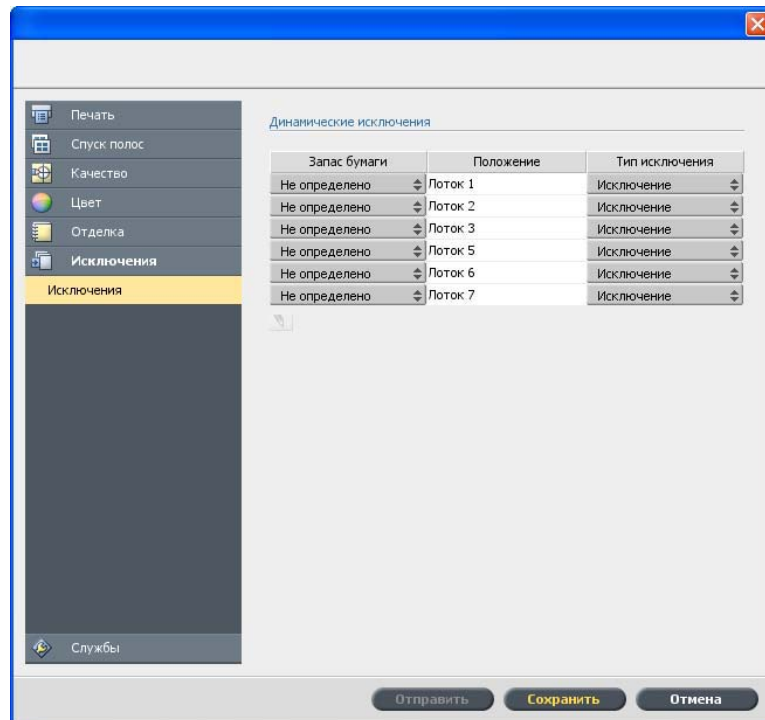 Печать
Спуск полос
Качество
Цвет
Отделка
Исключения
Исключения
Службы
Динамические исключения
Запас бумаги Положение Тип исключения
Не определено Лоток 1 Исключение
Не определено Лоток 2 Исключение
Не определено Лоток 3 Исключение
Не определено Лоток 5 Исключение
Не определено Лоток 6 Исключение
Не определено Лоток 7 Исключение
Отправить Сохранить Отмена